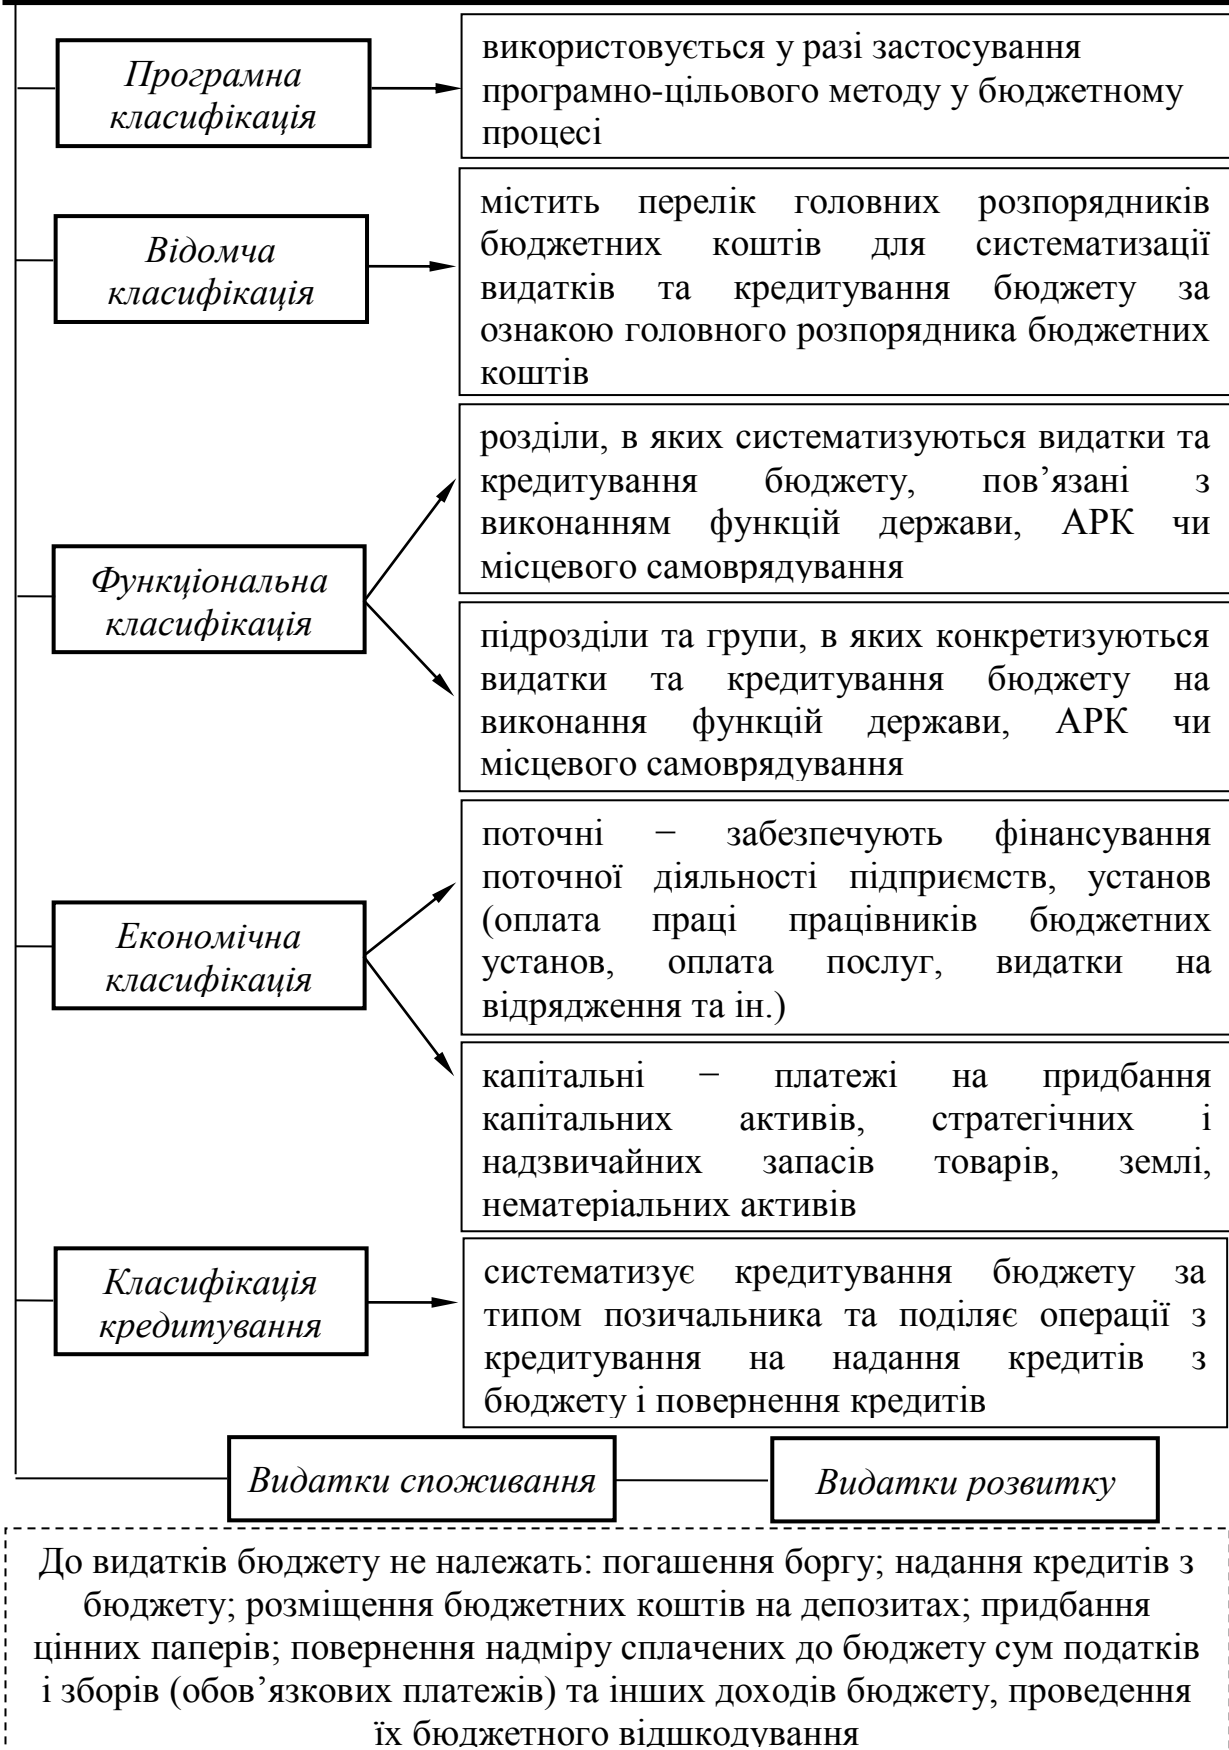 Програмна
класифікація
використовується у разі застосування
програмно-цільового методу у бюджетному
процесі
Відомча
класифікація
містить перелік головних розпорядників
бюджетних коштів для систематизації
видатків та кредитування бюджету за
ознакою головного розпорядника бюджетних
коштів
Функціональна
класифікація
розділи, в яких систематизуються видатки та
кредитування бюджету, пов’язані з
виконанням функцій держави, АРК чи
місцевого самоврядування
підрозділи та групи, в яких конкретизуються
видатки та кредитування бюджету на
виконання функцій держави, АРК чи
місцевого самоврядування
Економічна
класифікація
поточні – забезпечують фінансування
поточної діяльності підприємств, установ
(оплата праці працівників бюджетних
установ, оплата послуг, видатки на
відрядження та ін.)
капітальні – платежі на придбання
капітальних активів, стратегічних і
надзвичайних запасів товарів, землі,
нематеріальних активів
Класифікація
кредитування
систематизує кредитування бюджету за
типом позичальника та поділяє операції з
кредитування на надання кредитів з
бюджету і повернення кредитів
Видатки споживання
Видатки розвитку
До видатків бюджету не належать: погашення боргу; надання кредитів з
бюджету; розміщення бюджетних коштів на депозитах; придбання
цінних паперів; повернення надміру сплачених до бюджету сум податків
і зборів (обов’язкових платежів) та інших доходів бюджету, проведення
їх бюджетного відшкодування